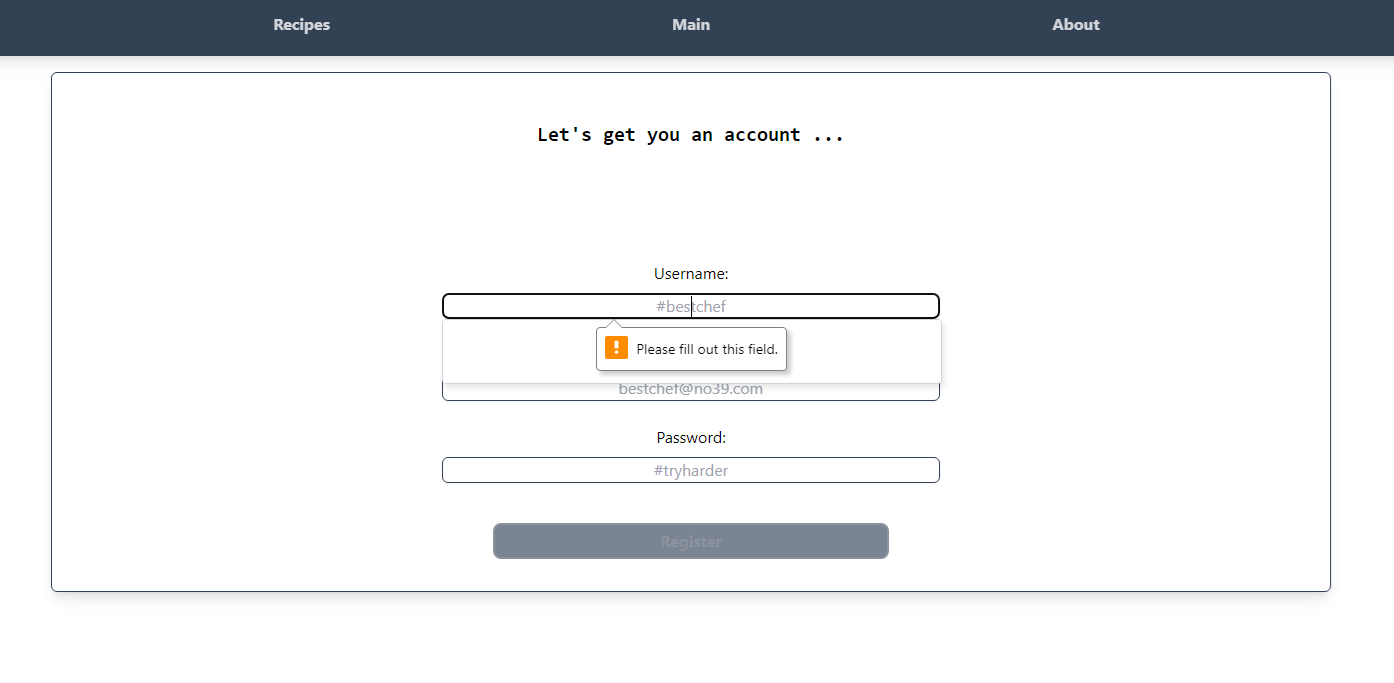 Recipes Main About
Let's get you an account ...
Username:
#bestchef
! Please fill out this field.
bestchef@no39.com
Password:
#tryharder
Register